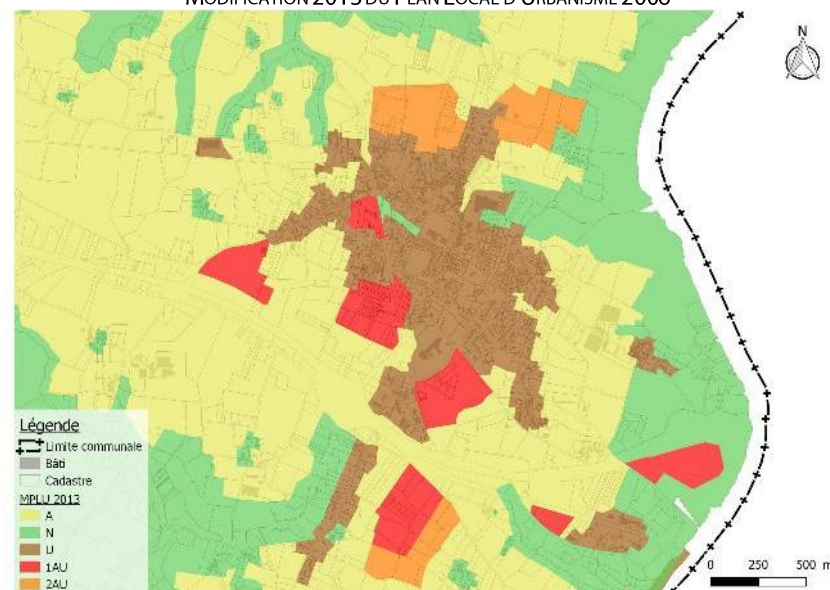 MODIFICATION 2013 DU PLAN LOCAL D'URBANISME 2006
N
Légende
Limite communale
Bâti
Cadastre
MPLU 2013
A
N
U
1AU
2AU
0 250 500 m